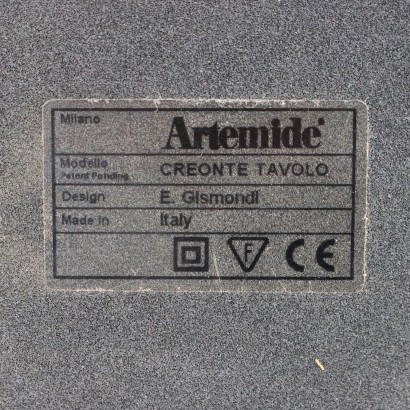 Milano Artemide®
Modello CREONTE TAVOLO
Patent Pending
Design E. Gismondi
Made in Italy
F CE